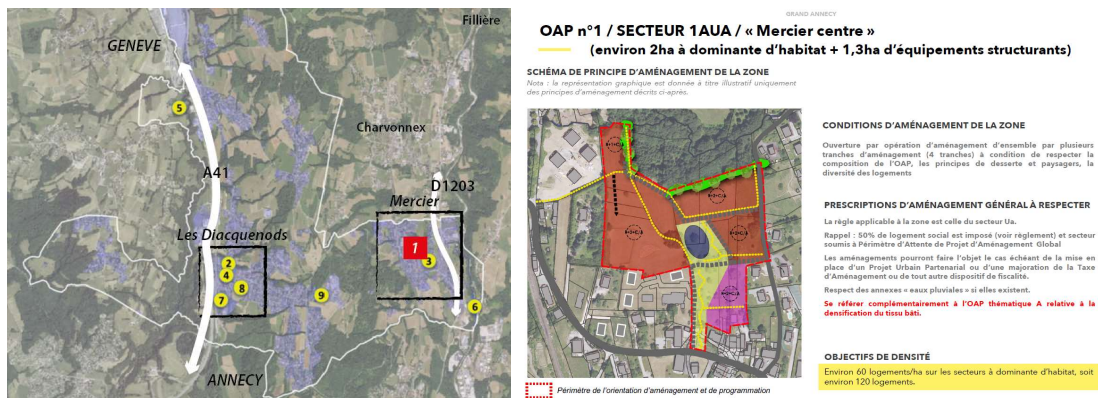 GENEVE
Fillière
5
Charvonnex
A41
D1203
Mercier
Les Diacquenods
1
3
2
4
8
7
9
6
ANNECY
GRAND ANNECY
OAP n°1 / SECTEUR 1AUA / « Mercier centre »
(environ 2ha à dominante d'habitat + 1,3ha d'équipements structurants)
SCHÉMA DE PRINCIPE D'AMÉNAGEMENT DE LA ZONE
Nota : la représentation graphique est donnée à titre illustratif uniquement
des principes d'aménagement décrits ci-après.
Périmètre de l'orientation d'aménagement et de programmation
CONDITIONS D'AMÉNAGEMENT DE LA ZONE
Ouverture par opération d'aménagement d'ensemble par plusieurs
tranches d'aménagement (4 tranches) à condition de respecter la
composition de l'OAP, les principes de desserte et paysagers, la
diversité des logements
PRESCRIPTIONS D'AMÉNAGEMENT GÉNÉRAL À RESPECTER
La règle applicable à la zone est celle du secteur Ua.
Rappel : 50% de logement social est imposé (voir règlement) et secteur
soumis à Périmètre d'Attente de Projet d'Aménagement Global
Les aménagements pourront faire l'objet le cas échéant de la mise en
place d'un Projet Urbain Partenarial ou d'une majoration de la Taxe
d'Aménagement ou de tout autre dispositif de fiscalité.
Respect des annexes « eaux pluviales » si elles existent.
Se référer complémentairement à l'OAP thématique A relative à la
densification du tissu bâti.
OBJECTIFS DE DENSITÉ
Environ 60 logements/ha sur les secteurs à dominante d'habitat, soit
environ 120 logements.